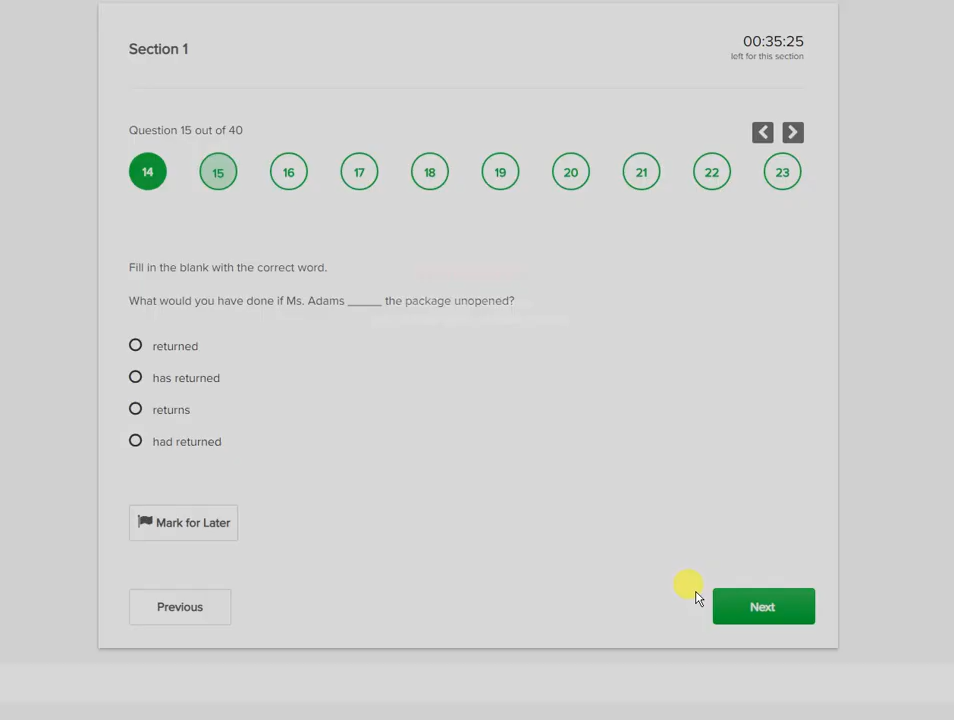 Section 1
00:35:25
left for this section
Question 15 out of 40
14 15 16 17 18 19 20 21 22 23
Fill in the blank with the correct word.
What would you have done if Ms. Adams _____ the package unopened?
returned
has returned
returns
had returned
Mark for Later
Previous
Next